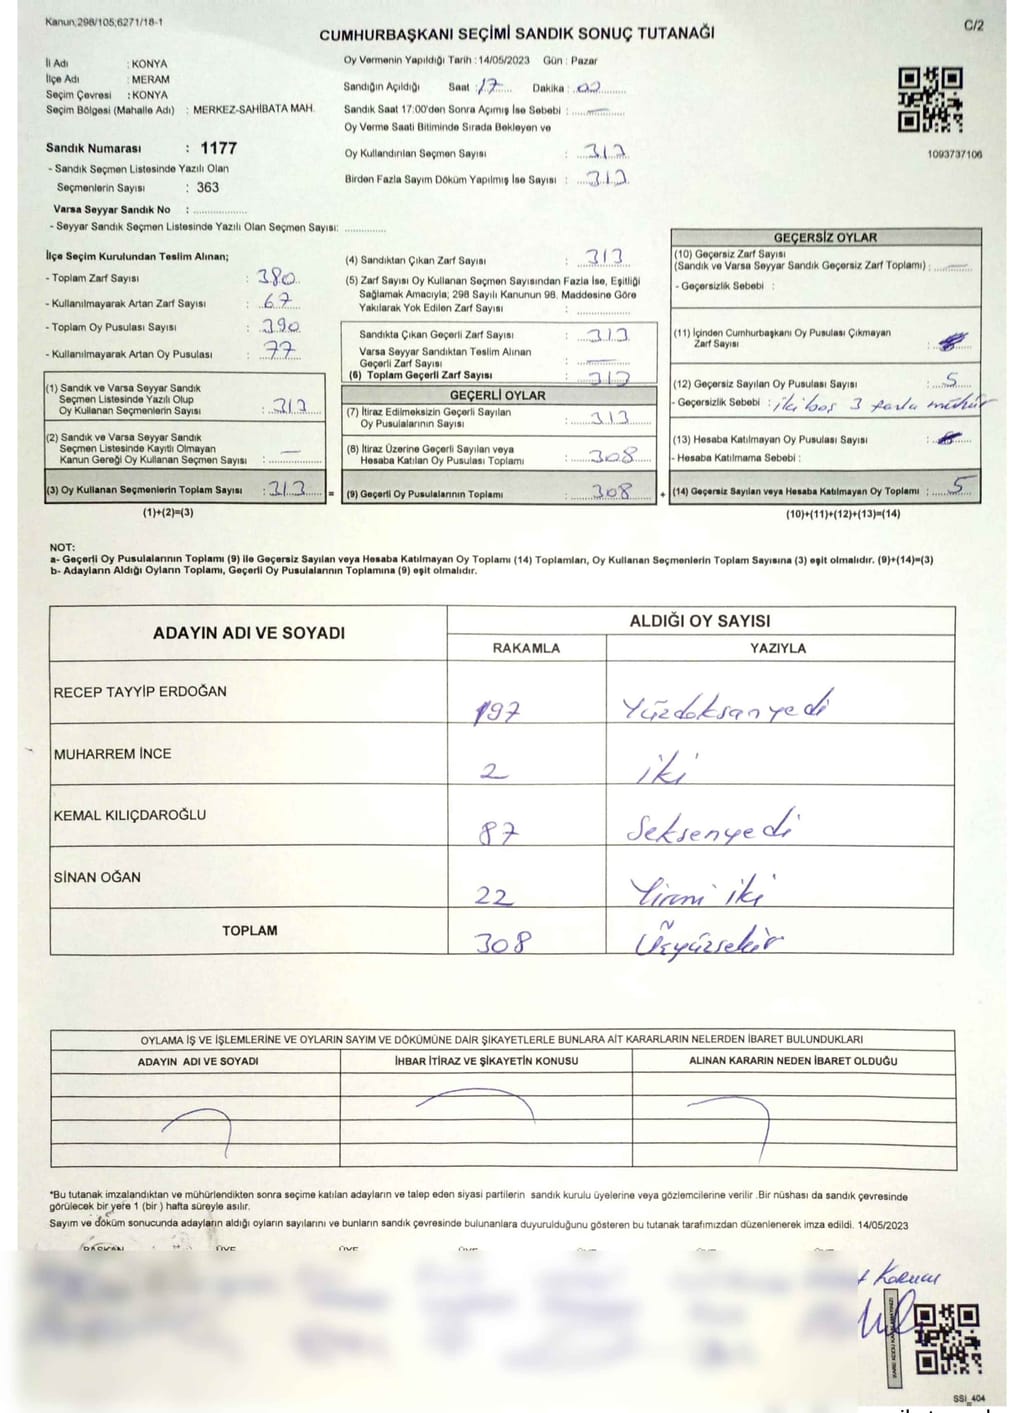 Kanun,298/105,6271/18-1
C/2
CUMHURBAŞKANI SEÇİMİ SANDIK SONUÇ TUTANAĞI
İl Adı : KONYA
İlçe Adı : MERAM
Seçim Çevresi : KONYA
Seçim Bölgesi (Mahalle Adı) : MERKEZ-SAHİBATA MAH.
Sandık Numarası : 1177
- Sandık Seçmen Listesinde Yazılı Olan
Seçmenlerin Sayısı : 363
Varsa Seyyar Sandık No : ..................
- Seyyar Sandık Seçmen Listesinde Yazılı Olan Seçmen Sayısı: ..............
Oy Vermenin Yapıldığı Tarih : 14/05/2023 Gün : Pazar
Sandığın Açıldığı Saat : 17 Dakika : 00
Sandık Saat 17:00'den Sonra Açımış İse Sebebi : —
Oy Verme Saati Bitiminde Sırada Bekleyen ve
Oy Kullandırılan Seçmen Sayısı : 313
Birden Fazla Sayım Döküm Yapılmış İse Sayısı : 313
1093737106
İlçe Seçim Kurulundan Teslim Alınan;
- Toplam Zarf Sayısı : 380
- Kullanılmayarak Artan Zarf Sayısı : 67
- Toplam Oy Pusulası Sayısı : 390
- Kullanılmayarak Artan Oy Pusulası : 77
(1) Sandık ve Varsa Seyyar Sandık
Seçmen Listesinde Yazılı Olup
Oy Kullanan Seçmenlerin Sayısı : 313
(2) Sandık ve Varsa Seyyar Sandık
Seçmen Listesinde Kayıtlı Olmayan
Kanun Gereği Oy Kullanan Seçmen Sayısı : —
(3) Oy Kullanan Seçmenlerin Toplam Sayısı : 313 =
(1)+(2)=(3)
(4) Sandıktan Çıkan Zarf Sayısı : 313
(5) Zarf Sayısı Oy Kullanan Seçmen Sayısından Fazla İse, Eşitliği
Sağlamak Amacıyla; 298 Sayılı Kanunun 98. Maddesine Göre
Yakılarak Yok Edilen Zarf Sayısı : ..............
Sandıkta Çıkan Geçerli Zarf Sayısı : 313
Varsa Seyyar Sandıktan Teslim Alınan
Geçerli Zarf Sayısı : —
(6) Toplam Geçerli Zarf Sayısı : 313
GEÇERLİ OYLAR
(7) İtiraz Edilmeksizin Geçerli Sayılan
Oy Pusulalarının Sayısı : 313
(8) İtiraz Üzerine Geçerli Sayılan veya
Hesaba Katılan Oy Pusulası Toplamı : 308
(9) Geçerli Oy Pusulalarının Toplamı : 308 +
GEÇERSİZ OYLAR
(10) Geçersiz Zarf Sayısı
(Sandık ve Varsa Seyyar Sandık Geçersiz Zarf Toplamı) : —
- Geçersizlik Sebebi :
(11) İçinden Cumhurbaşkanı Oy Pusulası Çıkmayan
Zarf Sayısı :
(12) Geçersiz Sayılan Oy Pusulası Sayısı : 5
- Geçersizlik Sebebi : iki boş 3 fazla mühür
(13) Hesaba Katılmayan Oy Pusulası Sayısı :
- Hesaba Katılmama Sebebi :
(14) Geçersiz Sayılan veya Hesaba Katılmayan Oy Toplamı : 5
(10)+(11)+(12)+(13)=(14)
NOT:
a- Geçerli Oy Pusulalarının Toplamı (9) ile Geçersiz Sayılan veya Hesaba Katılmayan Oy Toplamı (14) Toplamları, Oy Kullanan Seçmenlerin Toplam Sayısına (3) eşit olmalıdır. (9)+(14)=(3)
b- Adayların Aldığı Oyların Toplamı, Geçerli Oy Pusulalarının Toplamına (9) eşit olmalıdır.
ADAYIN ADI VE SOYADI ALDIĞI OY SAYISI
RAKAMLA YAZIYLA
RECEP TAYYİP ERDOĞAN 197 Yüzdoksanyedi
MUHARREM İNCE 2 iki
KEMAL KILIÇDAROĞLU 87 Seksenyedi
SİNAN OĞAN 22 Yirmi iki
TOPLAM 308 Üçyüzsekiz
OYLAMA İŞ VE İŞLEMLERİNE VE OYLARIN SAYIM VE DÖKÜMÜNE DAİR ŞİKAYETLERLE BUNLARA AİT KARARLARIN NELERDEN İBARET BULUNDUKLARI
ADAYIN ADI VE SOYADI İHBAR İTİRAZ VE ŞİKAYETİN KONUSU ALINAN KARARIN NEDEN İBARET OLDUĞU
*Bu tutanak imzalandıktan ve mühürlendikten sonra seçime katılan adayların ve talep eden siyasi partilerin sandık kurulu üyelerine veya gözlemcilerine verilir .Bir nüshası da sandık çevresinde
görülecek bir yere 1 (bir ) hafta süreyle asılır.
Sayım ve döküm sonucunda adayların aldığı oyların sayılarını ve bunların sandık çevresinde bulunanlara duyurulduğunu gösteren bu tutanak tarafımızdan düzenlenerek imza edildi. 14/05/2023
BAŞKAN ÜYE ÜYE
SSI_404